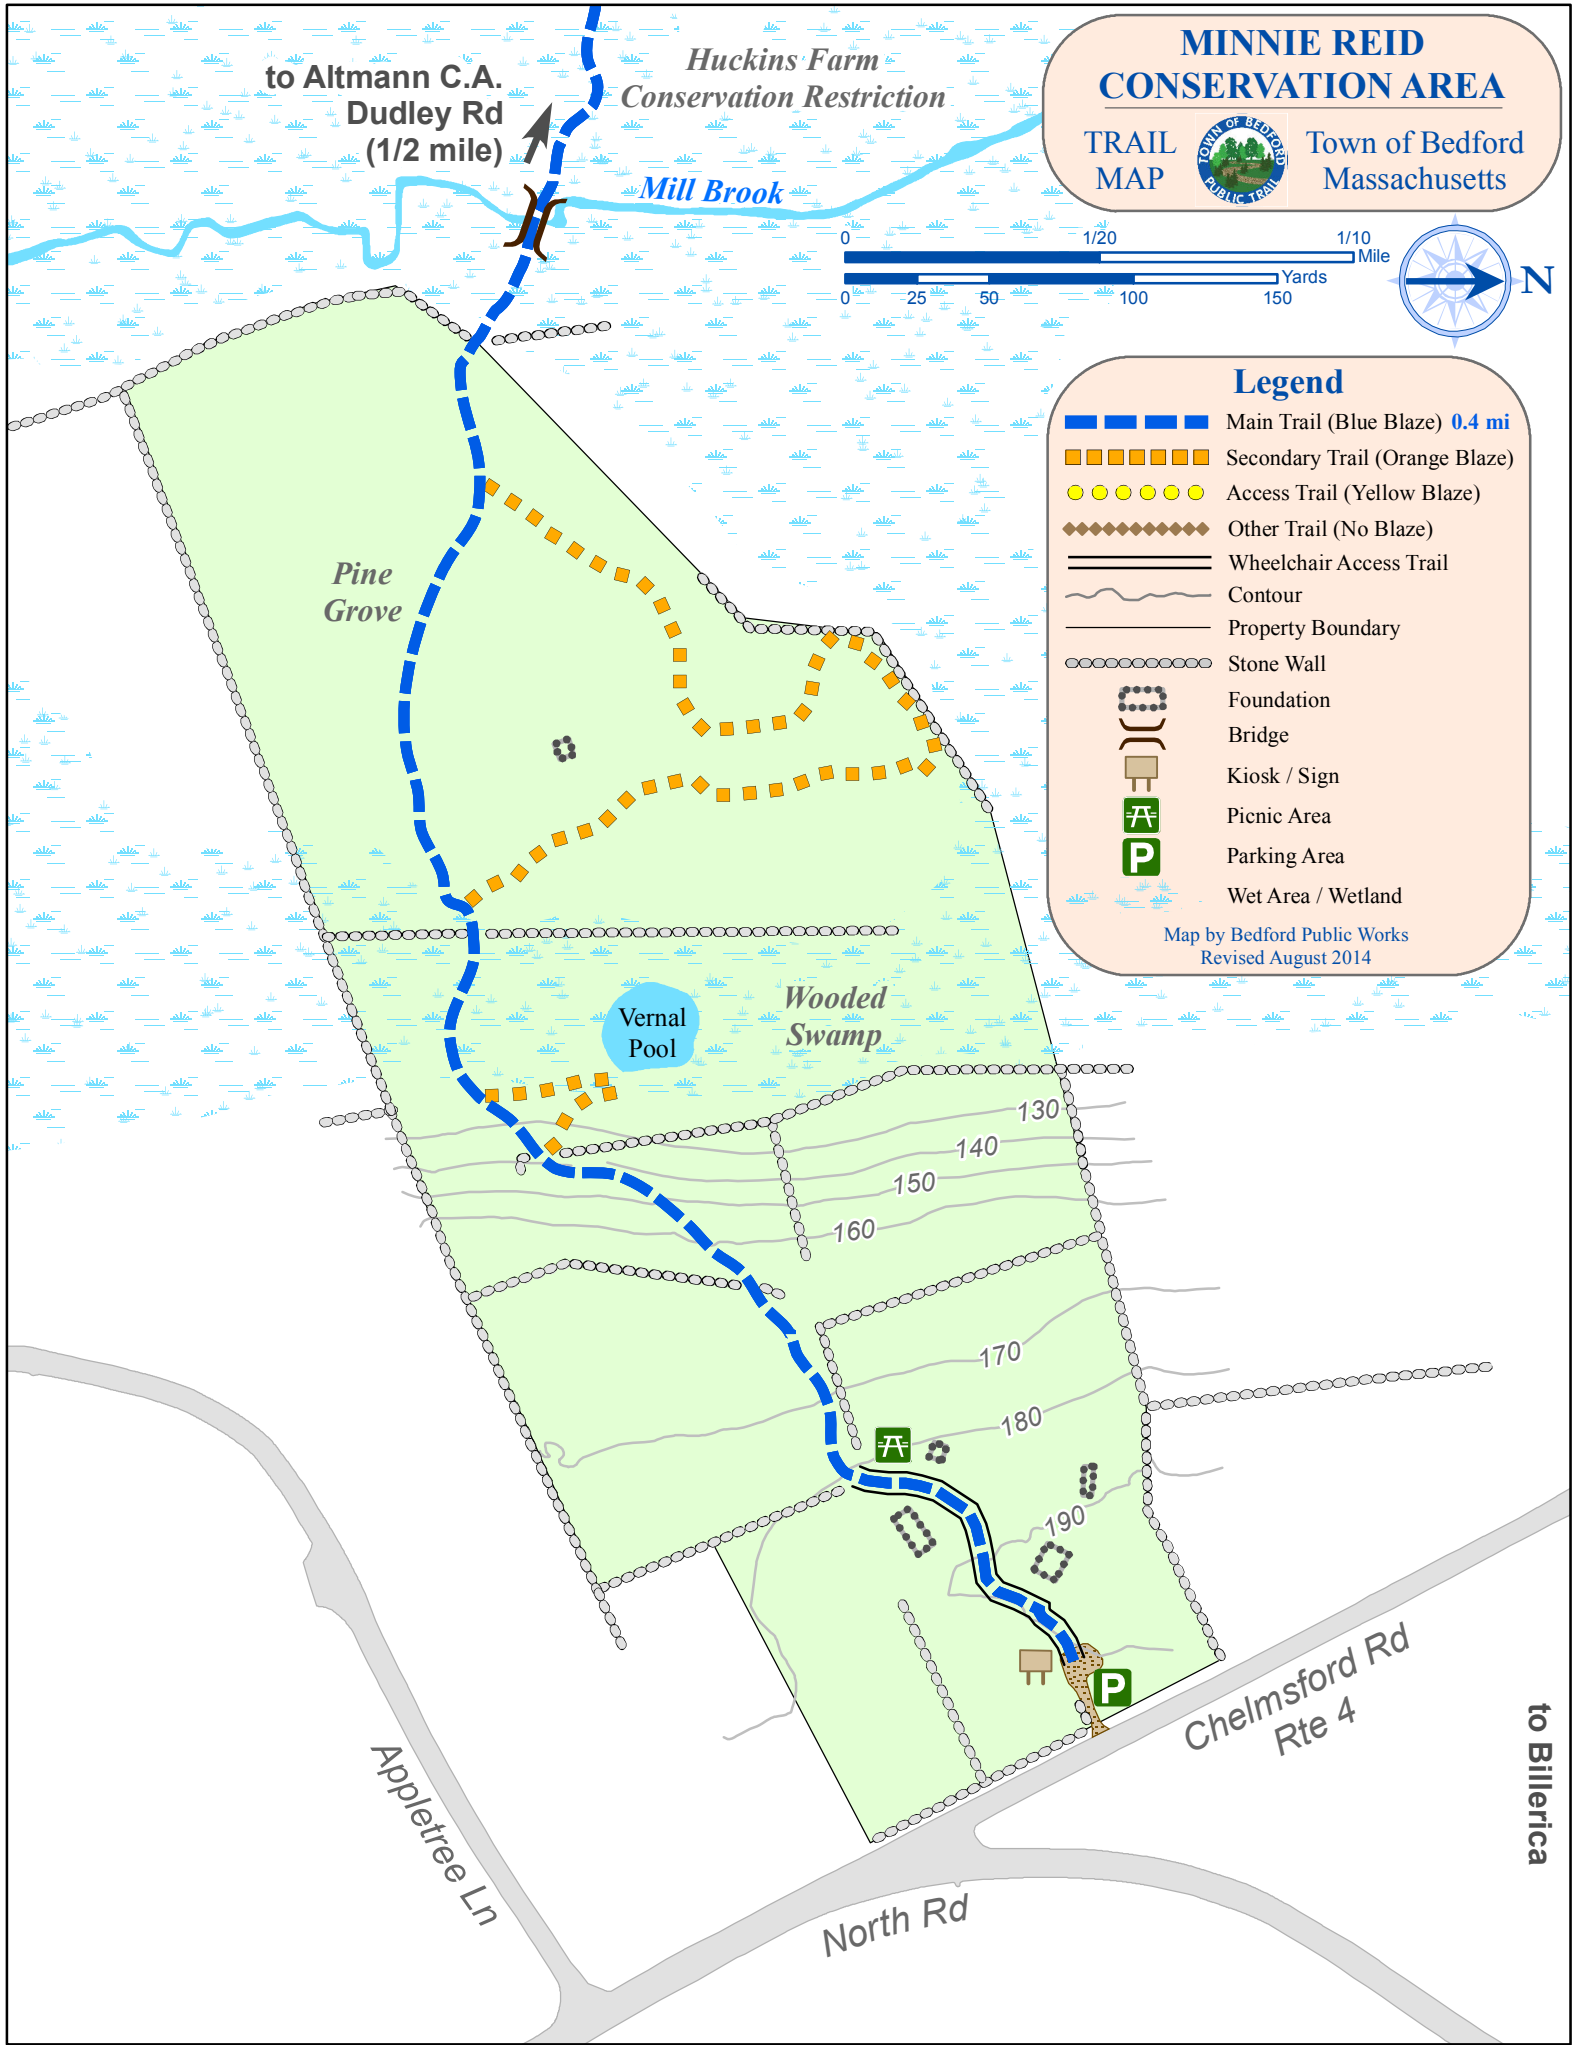 MINNIE REID
CONSERVATION AREA
TRAIL
MAP
TOWN OF BEDFORD
PUBLIC TRAIL
Town of Bedford
Massachusetts
to Altmann C.A.
Dudley Rd
(1/2 mile)
Huckins Farm
Conservation Restriction
Mill Brook
0 1/20 1/10
Mile
Yards
0 25 50 100 150
N
Legend
Main Trail (Blue Blaze) 0.4 mi
Secondary Trail (Orange Blaze)
Access Trail (Yellow Blaze)
Other Trail (No Blaze)
Wheelchair Access Trail
Contour
Property Boundary
Stone Wall
Foundation
Bridge
Kiosk / Sign
Picnic Area
P
Parking Area
Wet Area / Wetland
Map by Bedford Public Works
Revised August 2014
Pine
Grove
Vernal
Pool
Wooded
Swamp
130
140
150
160
170
180
190
P
Chelmsford Rd
Rte 4
to Billerica
Appletree Ln
North Rd